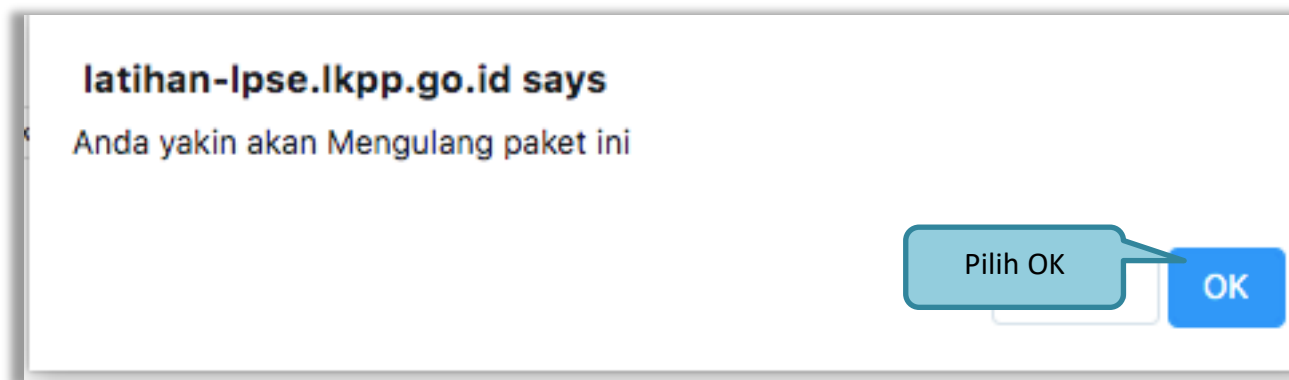 latihan-lpse.lkpp.go.id says
Anda yakin akan Mengulang paket ini
Pilih OK
OK